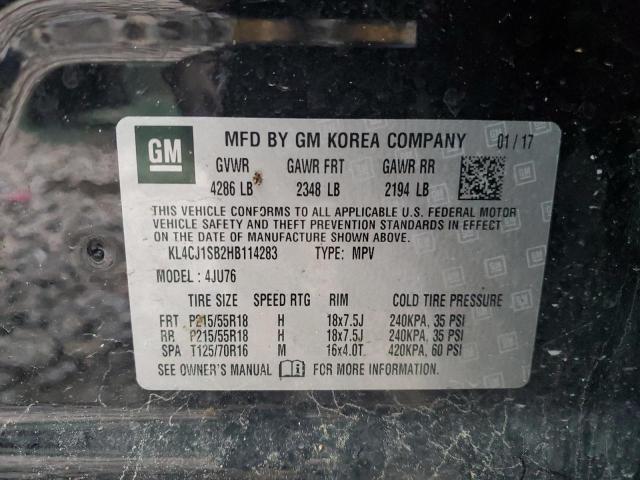 GM MFD BY GM KOREA COMPANY 01/17
GVWR GAWR FRT GAWR RR
4286 LB 2348 LB 2194 LB
THIS VEHICLE CONFORMS TO ALL APPLICABLE U.S. FEDERAL MOTOR
VEHICLE SAFETY AND THEFT PREVENTION STANDARDS IN EFFECT
ON THE DATE OF MANUFACTURE SHOWN ABOVE.
KL4CJ1SB2HB114283 TYPE: MPV
MODEL: 4JU76
TIRE SIZE SPEED RTG RIM COLD TIRE PRESSURE
FRT P215/55R18 H 18x7.5J 240KPA, 35 PSI
RR P215/55R18 H 18x7.5J 240KPA, 35 PSI
SPA T125/70R16 M 16x4.0T. 420KPA, 60 PSI
SEE OWNER'S MANUAL FOR MORE INFORMATION.